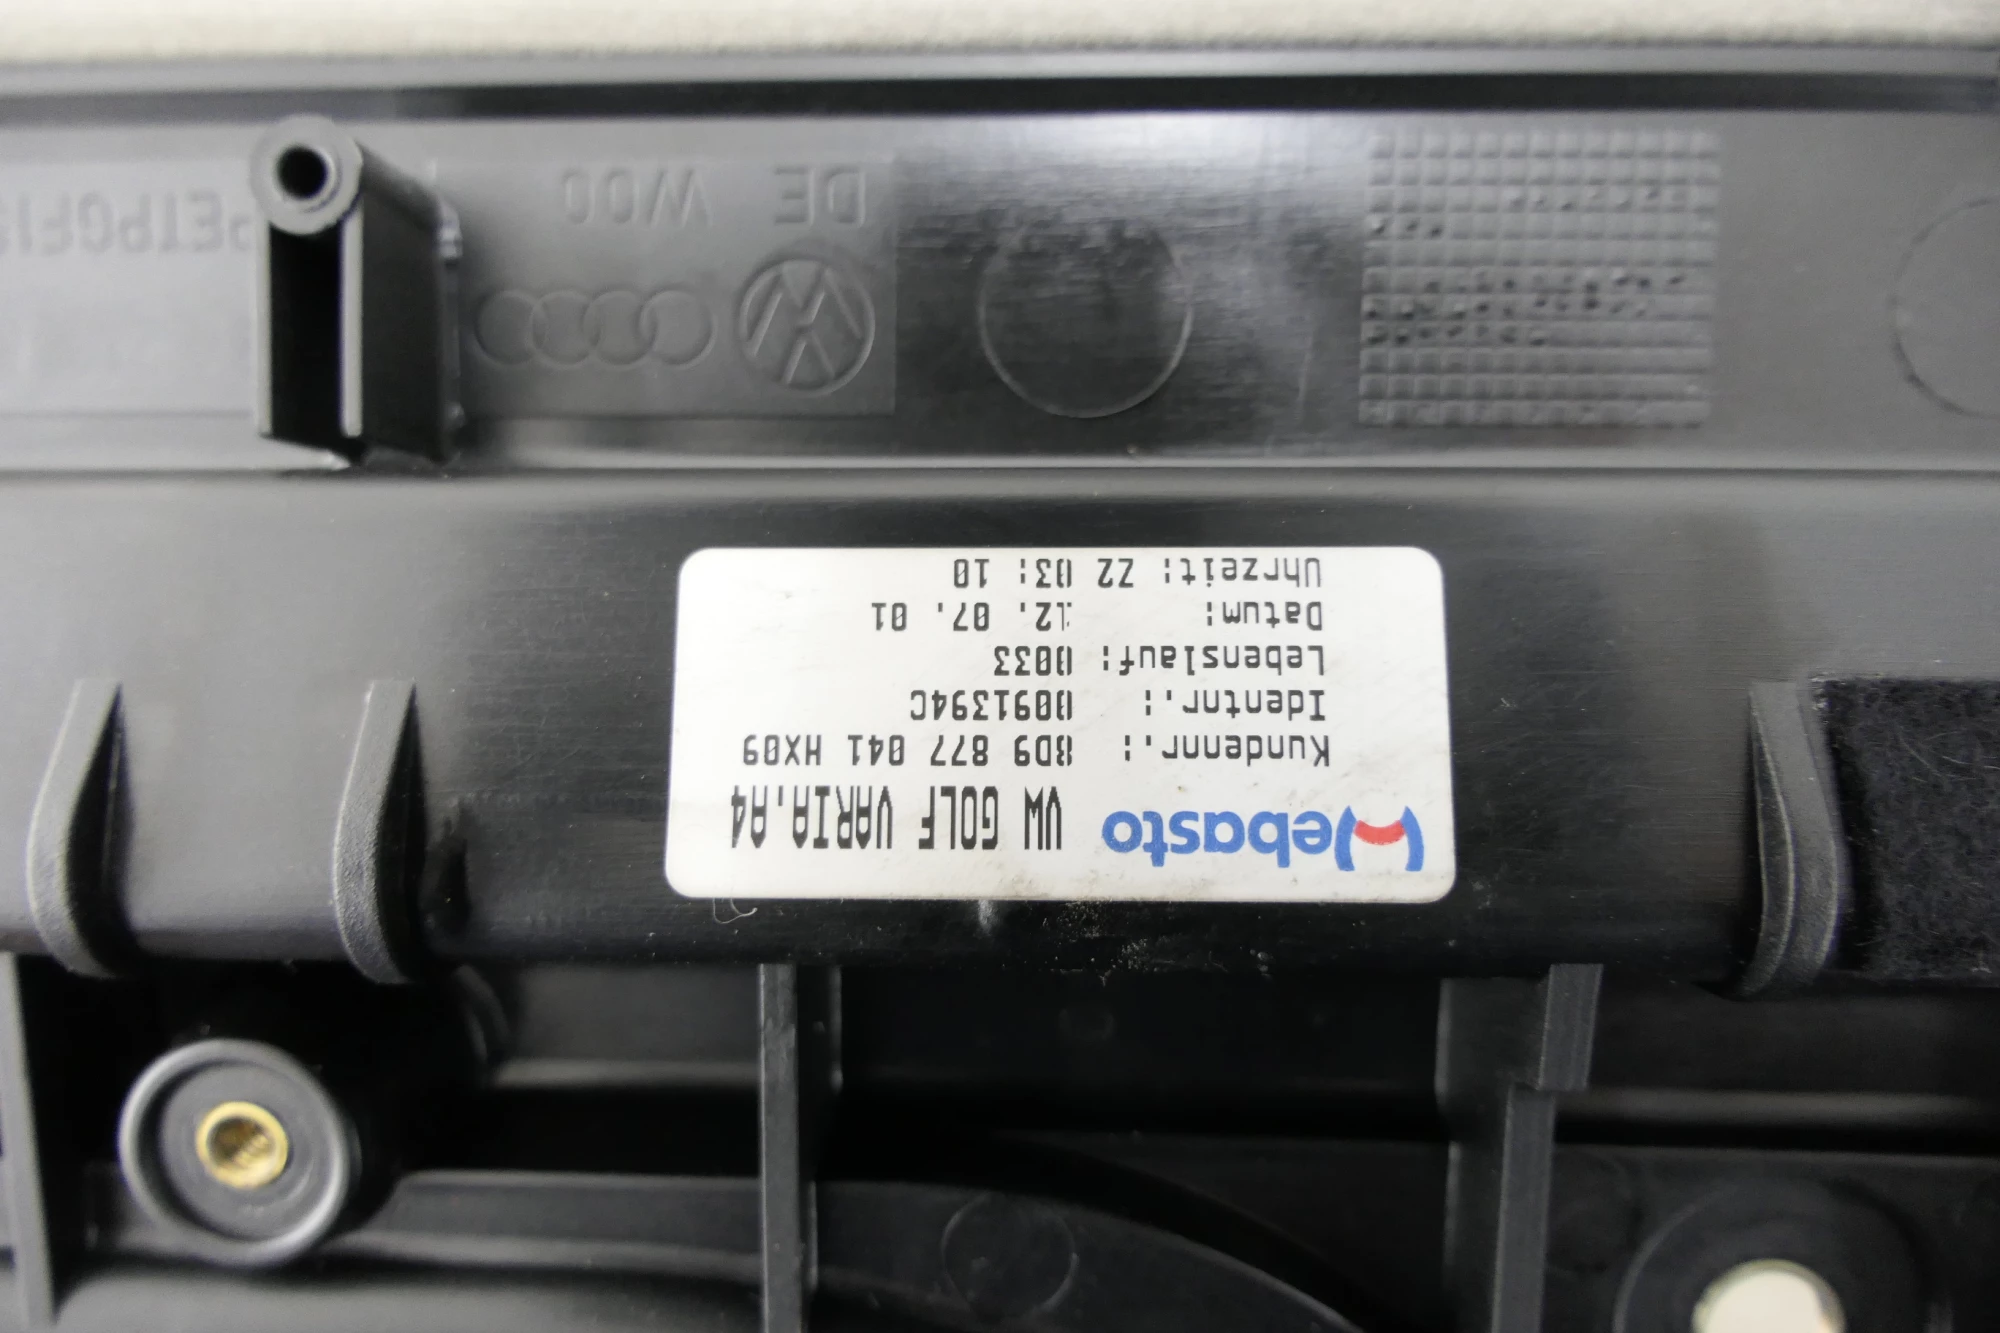 Webasto VW GOLF VARIA.A4
Kundennr.: 8D9 877 041 HX09
Identnr.: 0091394C
Lebenslauf: 0033
Datum: 12. 07. 01
Uhrzeit: 22 03: 10
DE W00